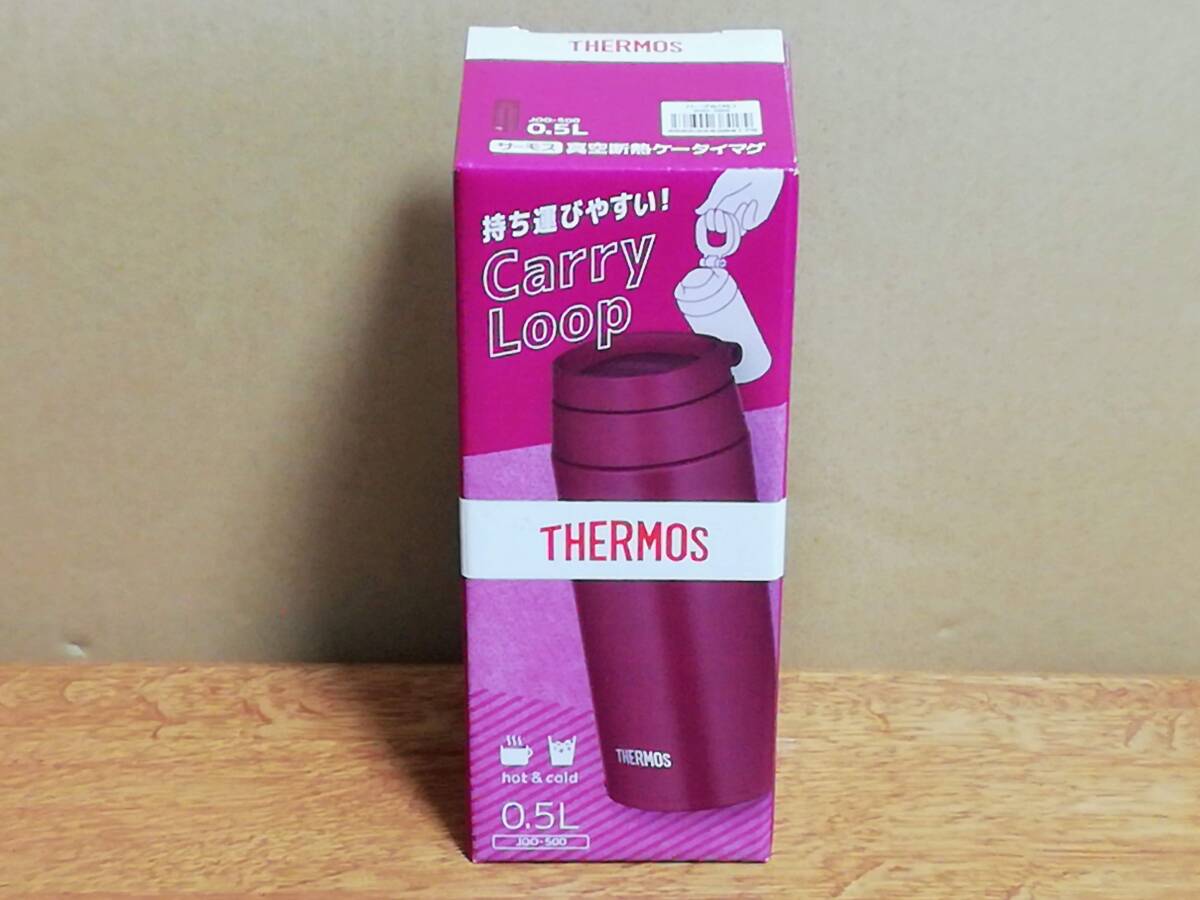 THERMOS
JOO-500
0.5L
サーモス 真空断熱ケータイマグ
持ち運びやすい!
Carry
Loop
THERMOS
THERMOS
hot & cold
0.5L
JOO-500